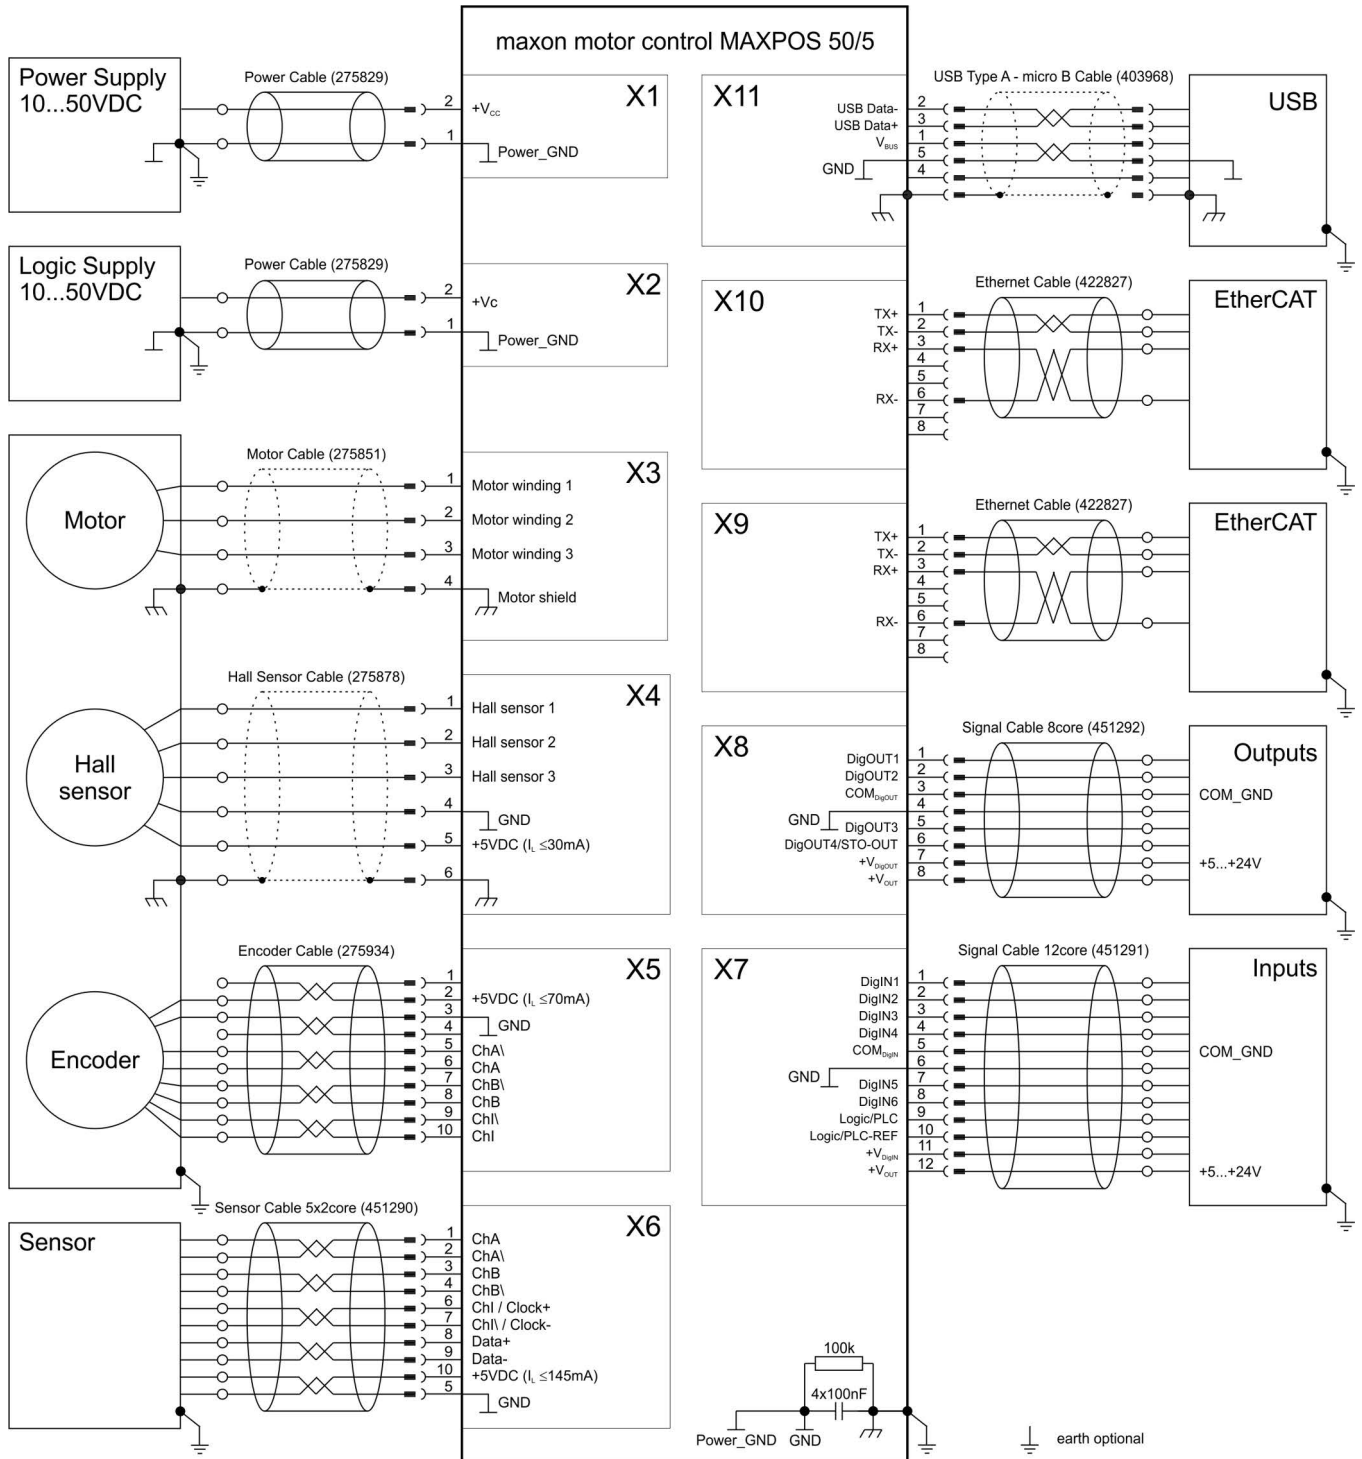 maxon motor control MAXPOS 50/5
Power Supply
10...50VDC
Power Cable (275829)
2
+Vcc
1
Power_GND
X1
Logic Supply
10...50VDC
Power Cable (275829)
2
+Vc
1
Power_GND
X2
Motor
Motor Cable (275851)
1
Motor winding 1
2
Motor winding 2
3
Motor winding 3
4
Motor shield
X3
Hall
sensor
Hall Sensor Cable (275878)
1
Hall sensor 1
2
Hall sensor 2
3
Hall sensor 3
4
GND
5
+5VDC (IL ≤30mA)
6
X4
Encoder
Encoder Cable (275934)
1
2
+5VDC (IL ≤70mA)
3
GND
4
5
ChA\
6
ChA
7
ChB\
8
ChB
9
ChI\
10
ChI
X5
Sensor
Sensor Cable 5x2core (451290)
1
ChA
2
ChA\
3
ChB
4
ChB\
6
ChI / Clock+
7
ChI\ / Clock-
8
Data+
9
Data-
10
+5VDC (IL ≤145mA)
5
GND
X6
X11
USB Type A - micro B Cable (403968)
USB
USB Data-
2
USB Data+
3
VBUS
1
5
GND
4
X10
Ethernet Cable (422827)
EtherCAT
TX+
1
TX-
2
RX+
3
4
5
RX-
6
7
8
X9
Ethernet Cable (422827)
EtherCAT
TX+
1
TX-
2
RX+
3
4
5
RX-
6
7
8
X8
Signal Cable 8core (451292)
Outputs
DigOUT1
1
DigOUT2
2
COMDigOUT
3
COM_GND
4
GND
DigOUT3
5
DigOUT4/STO-OUT
6
+VDigOUT
7
+5...+24V
+VOUT
8
X7
Signal Cable 12core (451291)
Inputs
DigIN1
1
DigIN2
2
DigIN3
3
DigIN4
4
COMDigIN
5
COM_GND
6
GND
DigIN5
7
DigIN6
8
Logic/PLC
9
Logic/PLC-REF
10
+VDigIN
11
+VOUT
12
+5...+24V
100k
4x100nF
Power_GND
GND
earth optional